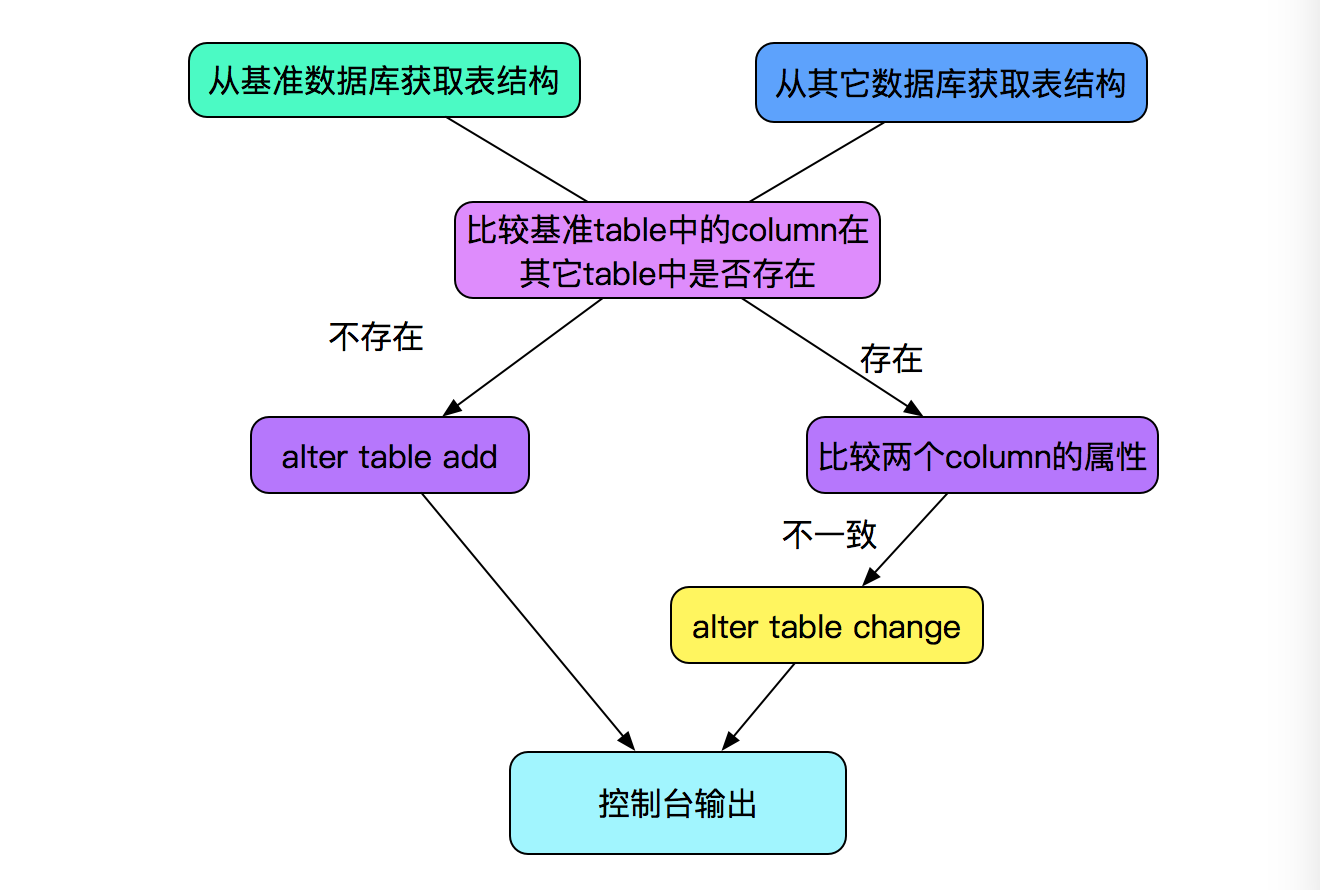 从基准数据库获取表结构
从其它数据库获取表结构
比较基准table中的column在
其它table中是否存在
不存在
存在
alter table add
比较两个column的属性
不一致
alter table change
控制台输出